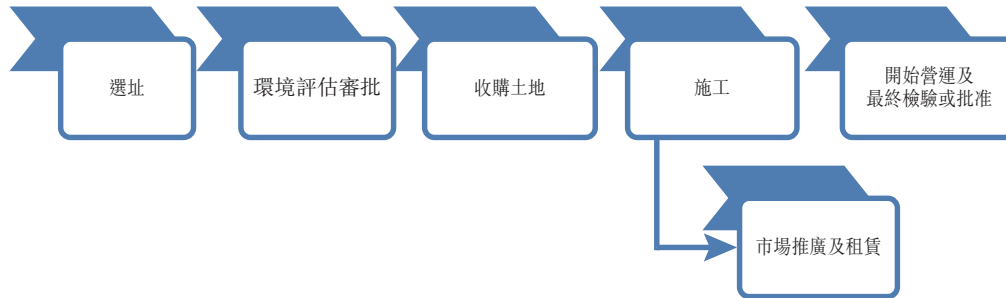 選址
環境評估審批
收購土地
施工
開始營運及
最終檢驗或批准
市場推廣及租賃